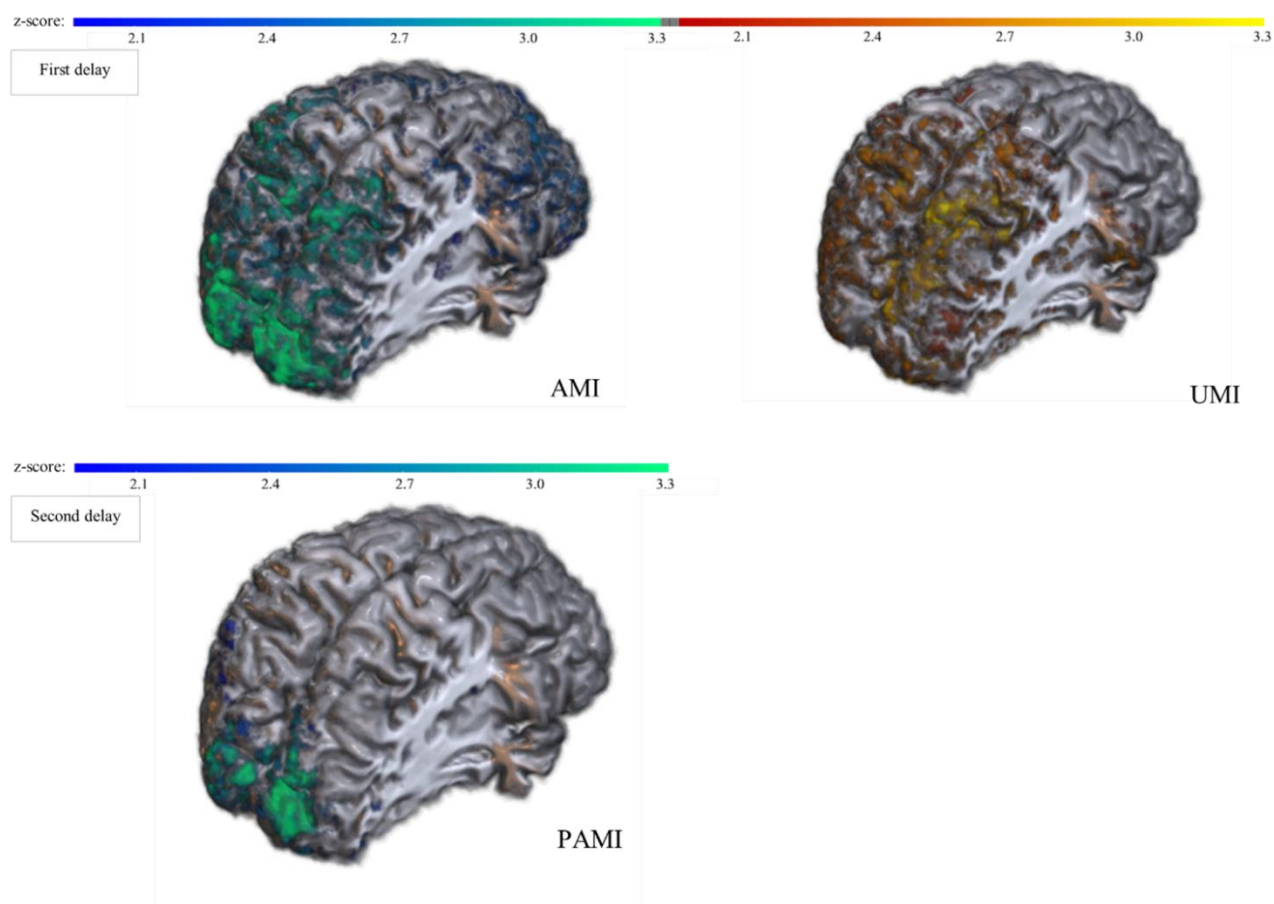 z-score:
2.1 2.4 2.7 3.0 3.3 2.1 2.4 2.7 3.0 3.3
First delay
AMI
UMI
z-score:
2.1 2.4 2.7 3.0 3.3
Second delay
PAMI